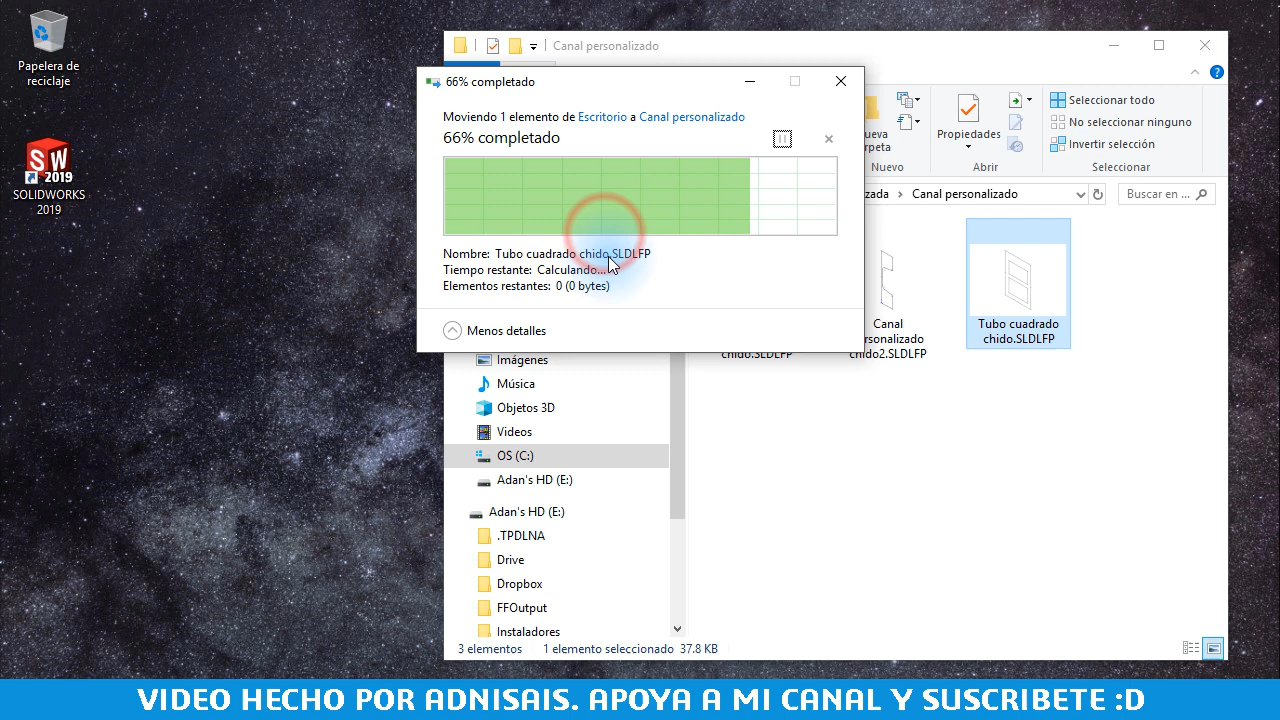 Papelera de
reciclaje
SW
2019
SOLIDWORKS
2019
Canal personalizado
66% completado
Moviendo 1 elemento de Escritorio a Canal personalizado
66% completado
Nombre: Tubo cuadrado chido.SLDLFP
Tiempo restante: Calculando...
Elementos restantes: 0 (0 bytes)
Menos detalles
Propiedades
Nuevo
Abrir
Seleccionar todo
No seleccionar ninguno
Invertir selección
Seleccionar
Canal personalizado
Buscar en ...
chido.SLDLFP
Canal
chido2.SLDLFP
Tubo cuadrado
chido.SLDLFP
Imágenes
Música
Objetos 3D
Videos
OS (C:)
Adan's HD (E:)
Adan's HD (E:)
.TPDLNA
Drive
Dropbox
FFOutput
Instaladores
3 elementos
1 elemento seleccionado 37.8 KB
VIDEO HECHO POR ADNISAIS. APOYA A MI CANAL Y SUSCRIBETE :D